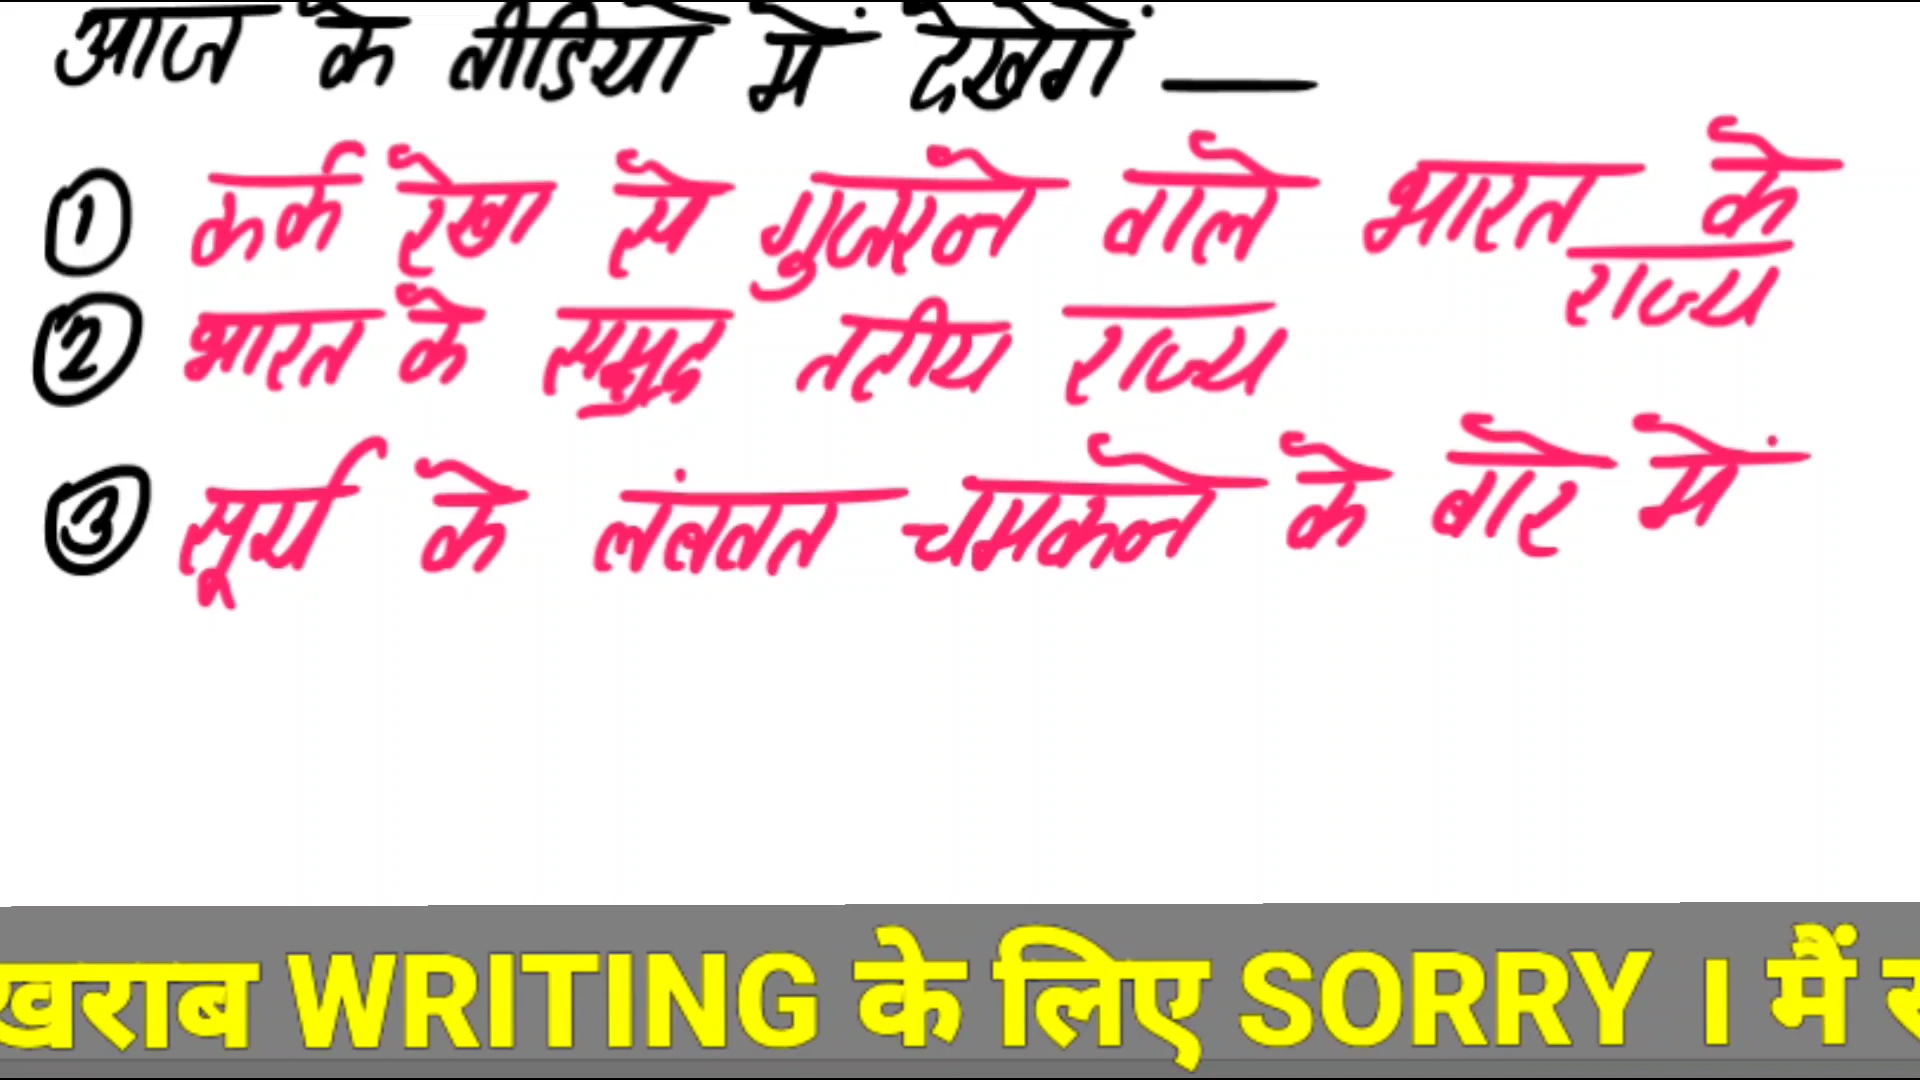 आज के वीडियो में देखेगें —
① कर्क रेखा से गुजरने वाले भारत के
राज्य
② भारत के समुद्र तटीय राज्य
③ सूर्य के लंबवत चमकने के बारे में
खराब WRITING के लिए SORRY । मैं